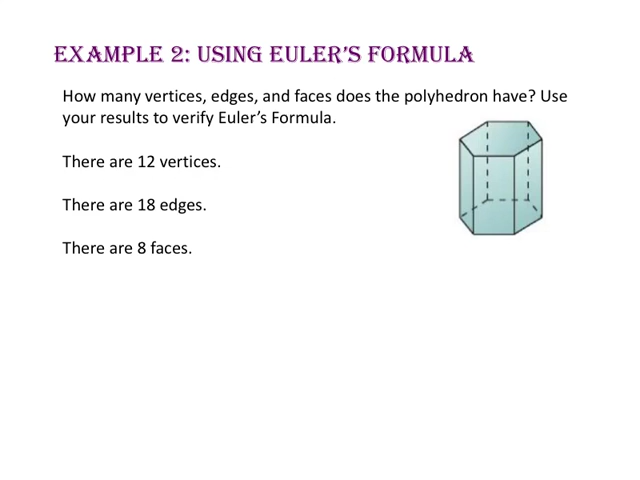 Example 2: Using Euler's Formula
How many vertices, edges, and faces does the polyhedron have? Use
your results to verify Euler's Formula.
There are 12 vertices.
There are 18 edges.
There are 8 faces.